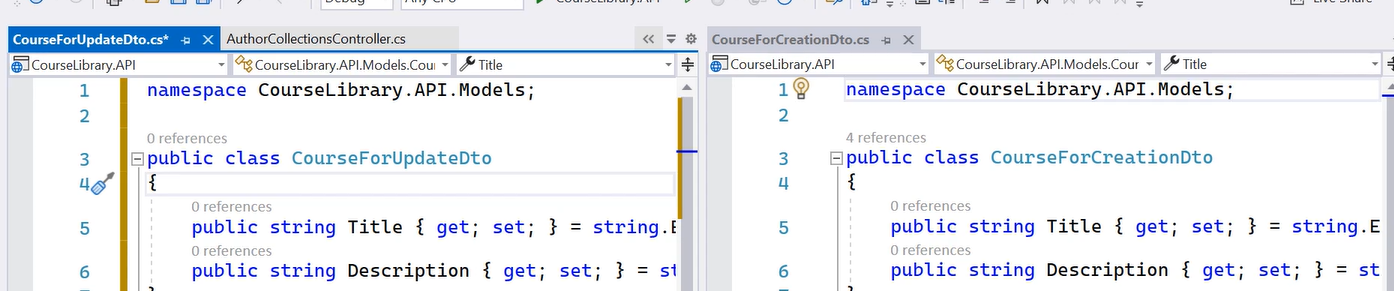 Debug Any CPU CourseLibrary.API Live Share
CourseForUpdateDto.cs* AuthorCollectionsController.cs
CourseLibrary.API CourseLibrary.API.Models.Cour Title
1 namespace CourseLibrary.API.Models;
2
0 references
3 public class CourseForUpdateDto
4 {
0 references
5 public string Title { get; set; } = string.E
0 references
6 public string Description { get; set; } = st
CourseForCreationDto.cs
CourseLibrary.API CourseLibrary.API.Models.Cour Title
1 namespace CourseLibrary.API.Models;
2
4 references
3 public class CourseForCreationDto
4 {
0 references
5 public string Title { get; set; } = string.E
0 references
6 public string Description { get; set; } = st